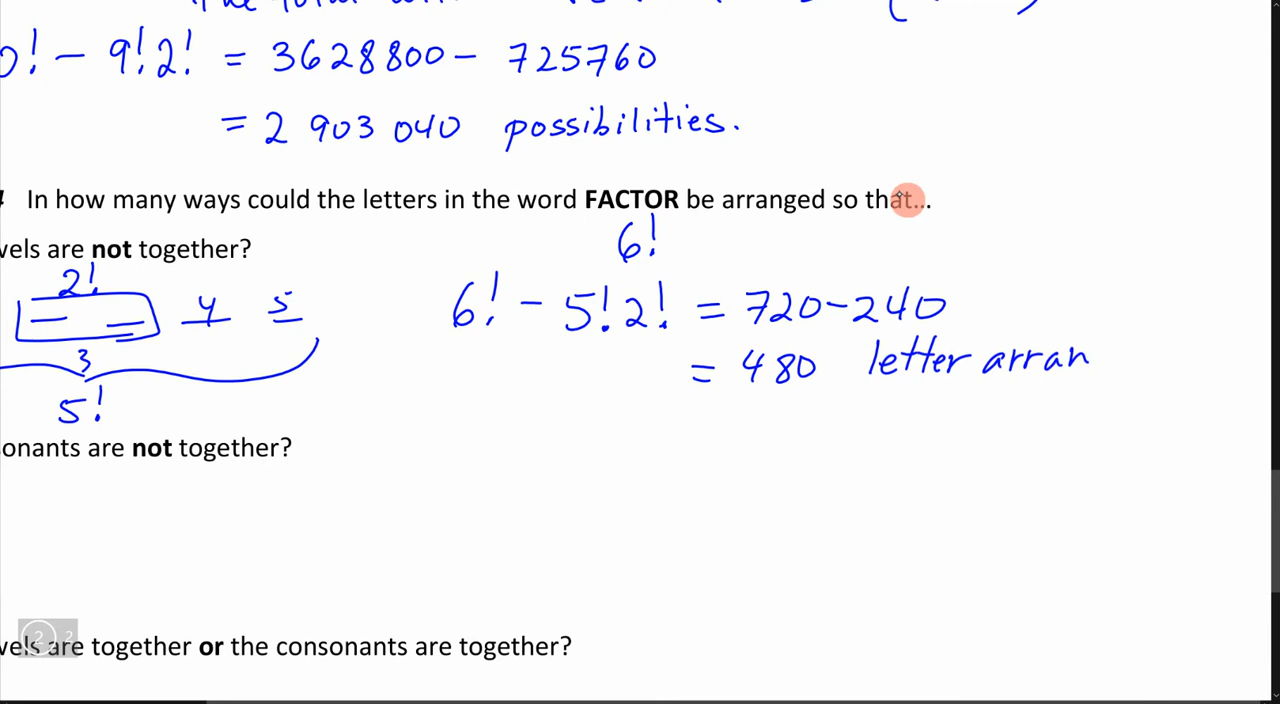 0! - 9!2! = 3628800 - 725760
= 2 903 040 possibilities.
In how many ways could the letters in the word FACTOR be arranged so that...
6!
vels are not together?
2!
4 5
6! - 5!2! = 720-240
3
= 480 letter arran
5!
onants are not together?
vels are together or the consonants are together?